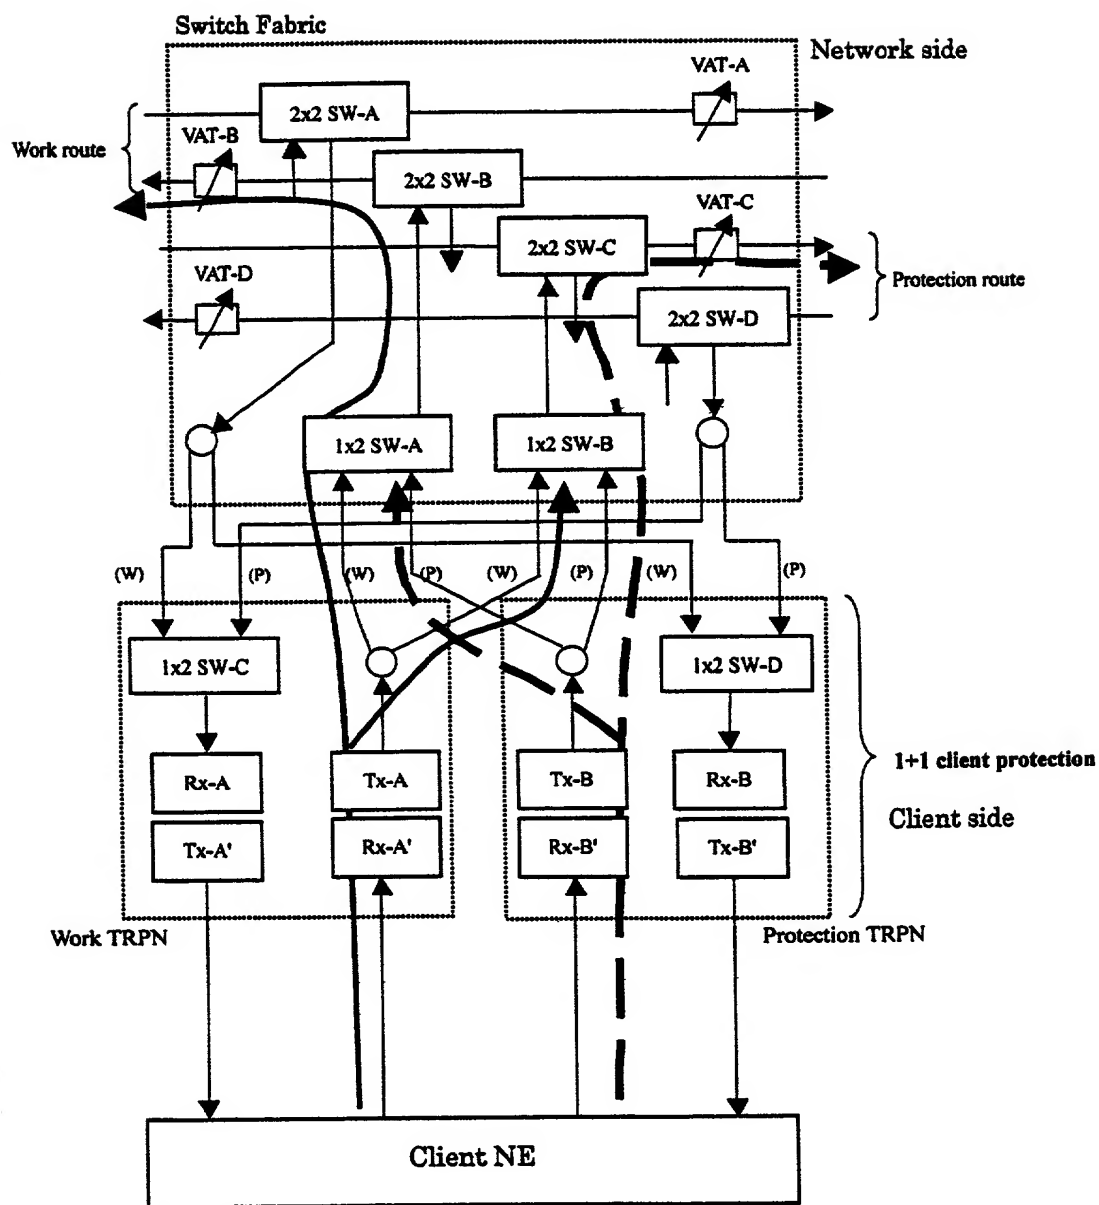 Switch Fabric
Network side
VAT-A
2x2 SW-A
Work route
VAT-B
2x2 SW-B
VAT-C
2x2 SW-C
Protection route
VAT-D
2x2 SW-D
1x2 SW-A
1x2 SW-B
(W)
(P)
(W)
(P)
(W)
(P)
(W)
(P)
1x2 SW-C
1x2 SW-D
Rx-A
Tx-A
Tx-B
Rx-B
1+1 client protection
Client side
Tx-A'
Rx-A'
Rx-B'
Tx-B'
Work TRPN
Protection TRPN
Client NE